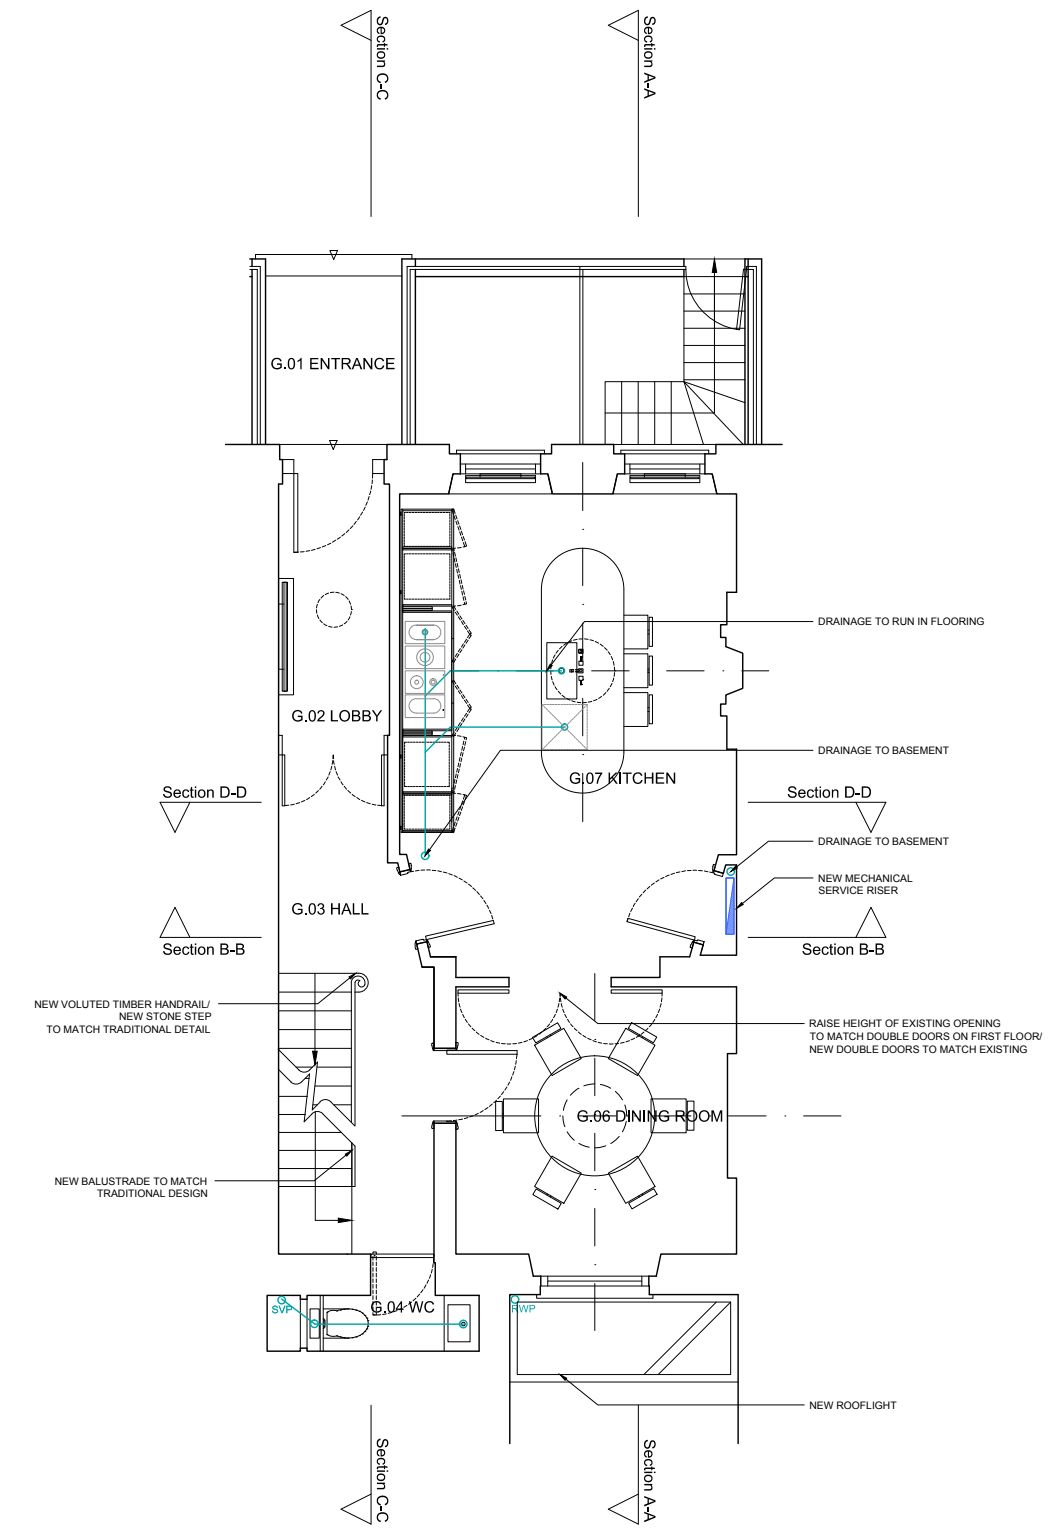 Section C-C
Section A-A
G.01 ENTRANCE
DRAINAGE TO RUN IN FLOORING
G.02 LOBBY
DRAINAGE TO BASEMENT
G.07 KITCHEN
Section D-D
Section D-D
DRAINAGE TO BASEMENT
NEW MECHANICAL
SERVICE RISER
G.03 HALL
Section B-B
Section B-B
NEW VOLUTED TIMBER HANDRAIL/
NEW STONE STEP
TO MATCH TRADITIONAL DETAIL
RAISE HEIGHT OF EXISTING OPENING
TO MATCH DOUBLE DOORS ON FIRST FLOOR/
NEW DOUBLE DOORS TO MATCH EXISTING
G.06 DINING ROOM
NEW BALUSTRADE TO MATCH
TRADITIONAL DESIGN
SVP
G.04 WC
RWP
NEW ROOFLIGHT
Section C-C
Section A-A